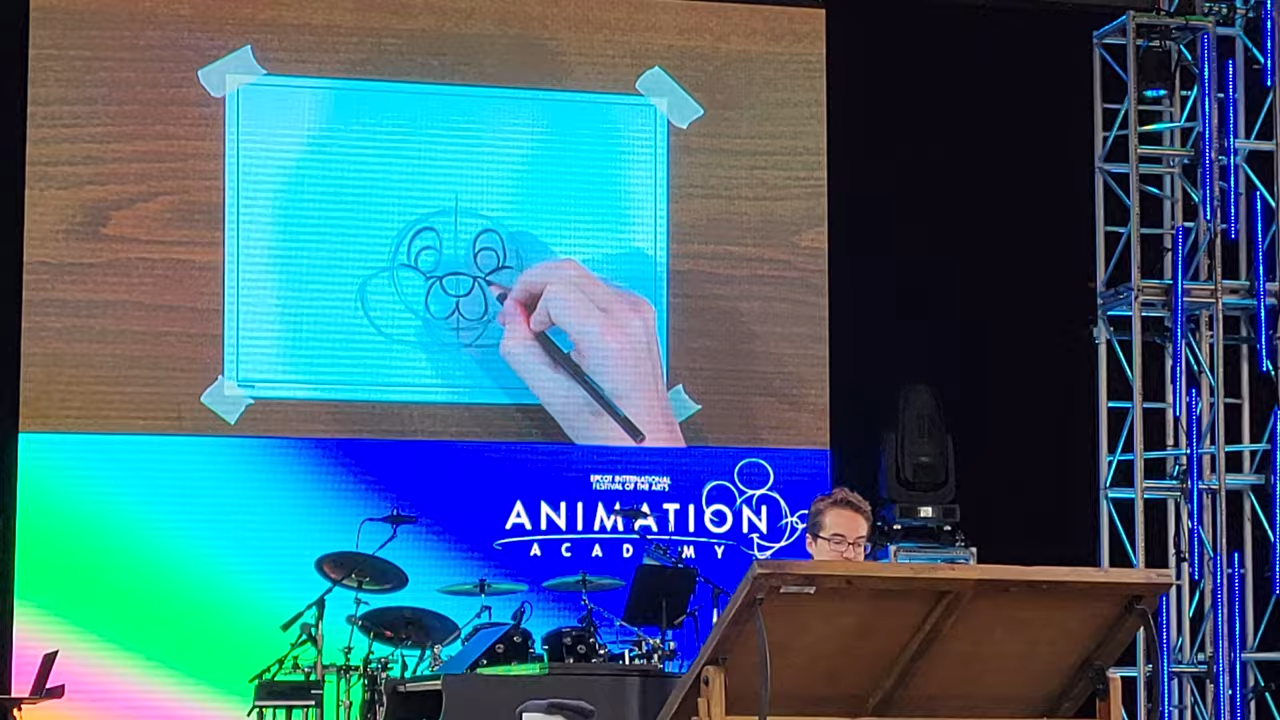 EPCOT INTERNATIONAL
FESTIVAL OF THE ARTS
ANIMATION
ACADEMY